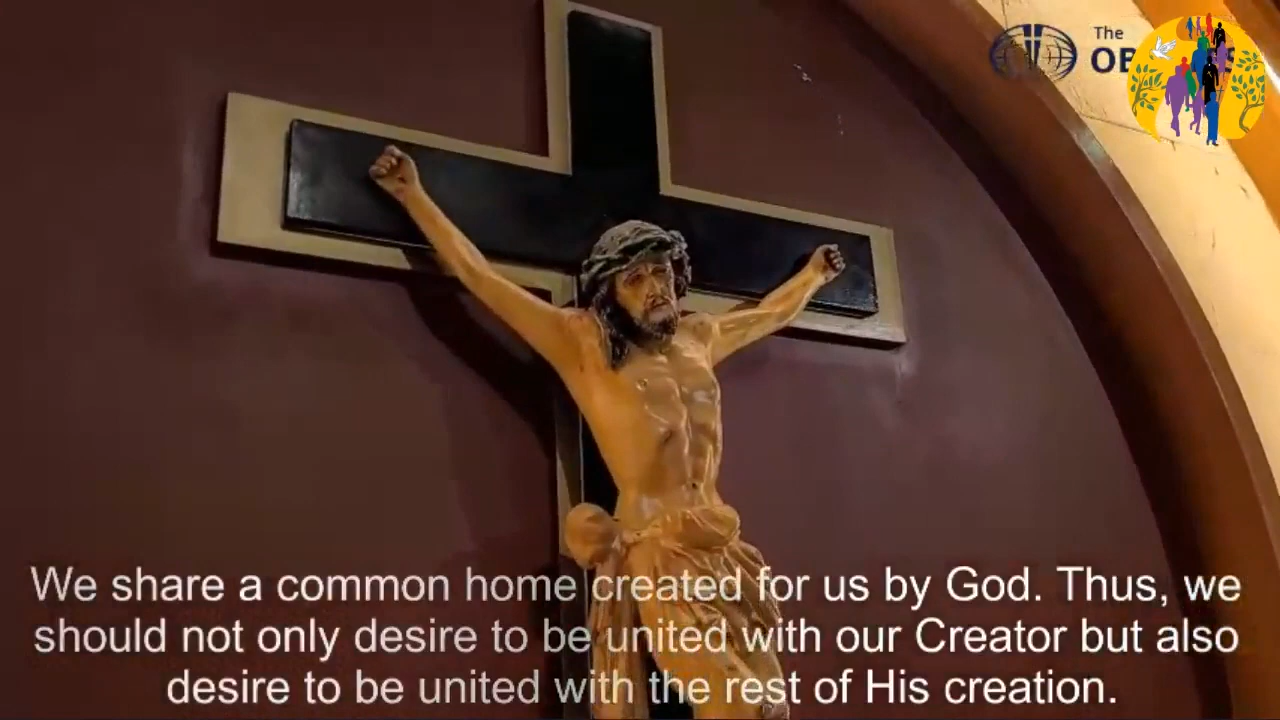 The
We share a common home created for us by God. Thus, we
should not only desire to be united with our Creator but also
desire to be united with the rest of His creation.